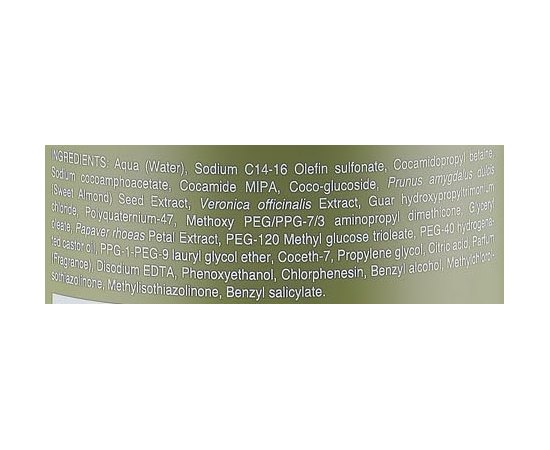 INGREDIENTS: Aqua (Water), Sodium C14-16 Olefin sulfonate, Cocamidopropyl betaine,
Sodium cocoamphoacetate, Cocamide MIPA, Coco-glucoside, Prunus amygdalus dulcis
(Sweet Almond) Seed Extract, Veronica officinalis Extract, Guar hydroxypropyltrimonium
chloride, Polyquaternium-47, Methoxy PEG/PPG-7/3 aminopropyl dimethicone, Glyceryl
oleate, Papaver rhoeas Petal Extract, PEG-120 Methyl glucose trioleate, PEG-40 hydrogena-
ted castor oil, PPG-1-PEG-9 lauryl glycol ether, Coceth-7, Propylene glycol, Citric acid, Parfum
(Fragrance), Disodium EDTA, Phenoxyethanol, Chlorphenesin, Benzyl alcohol, Methylchloroi-
sothiazolinone, Methylisothiazolinone, Benzyl salicylate.